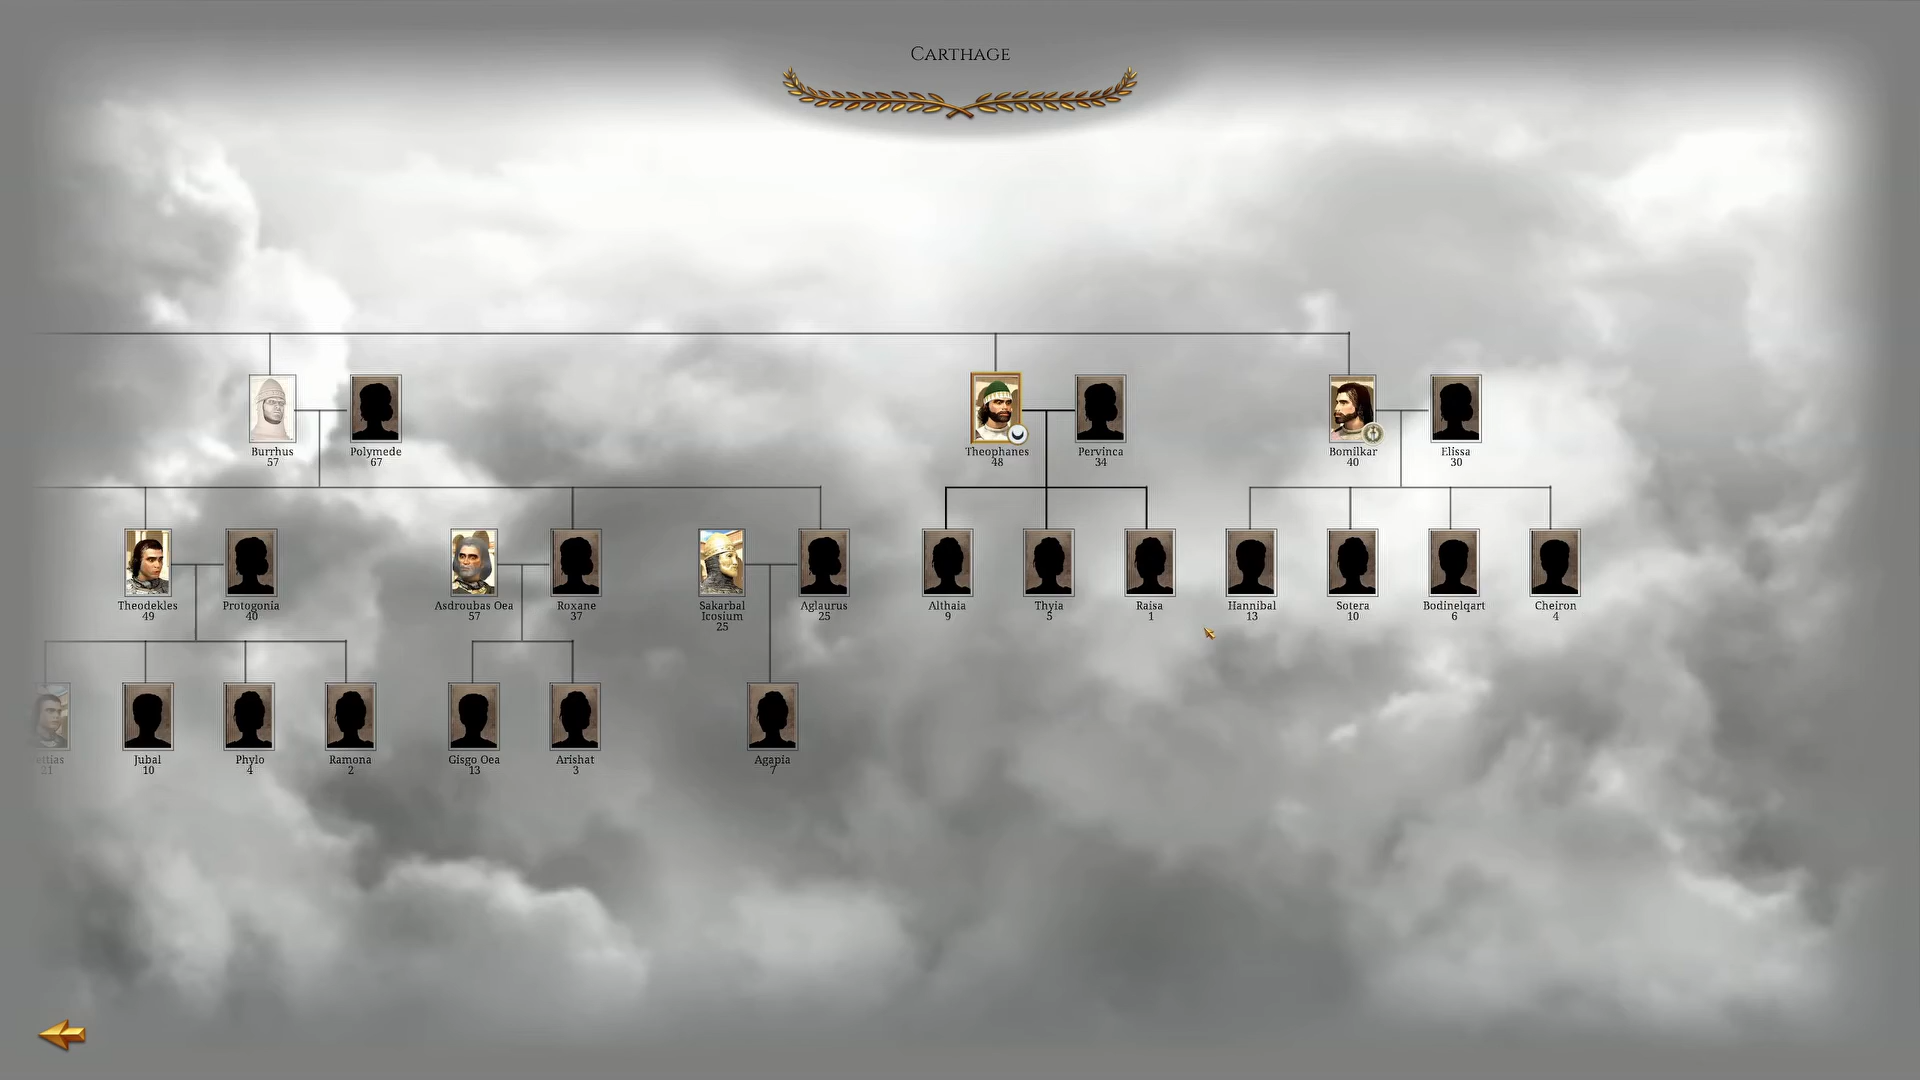 CARTHAGE
Burrhus
57
Polymede
67
Theophanes
48
Pervinca
34
Bomilkar
40
Elissa
30
Theodekles
49
Protogonia
40
Asdroubas Oea
57
Roxane
37
Sakarbal
Icosium
25
Aglaurus
25
Althaia
9
Thyia
5
Raisa
1
Hannibal
13
Sotera
10
Bodinelqart
6
Cheiron
4
21
Jubal
10
Phylo
4
Ramona
2
Gisgo Oea
13
Arishat
3
Agapia
7